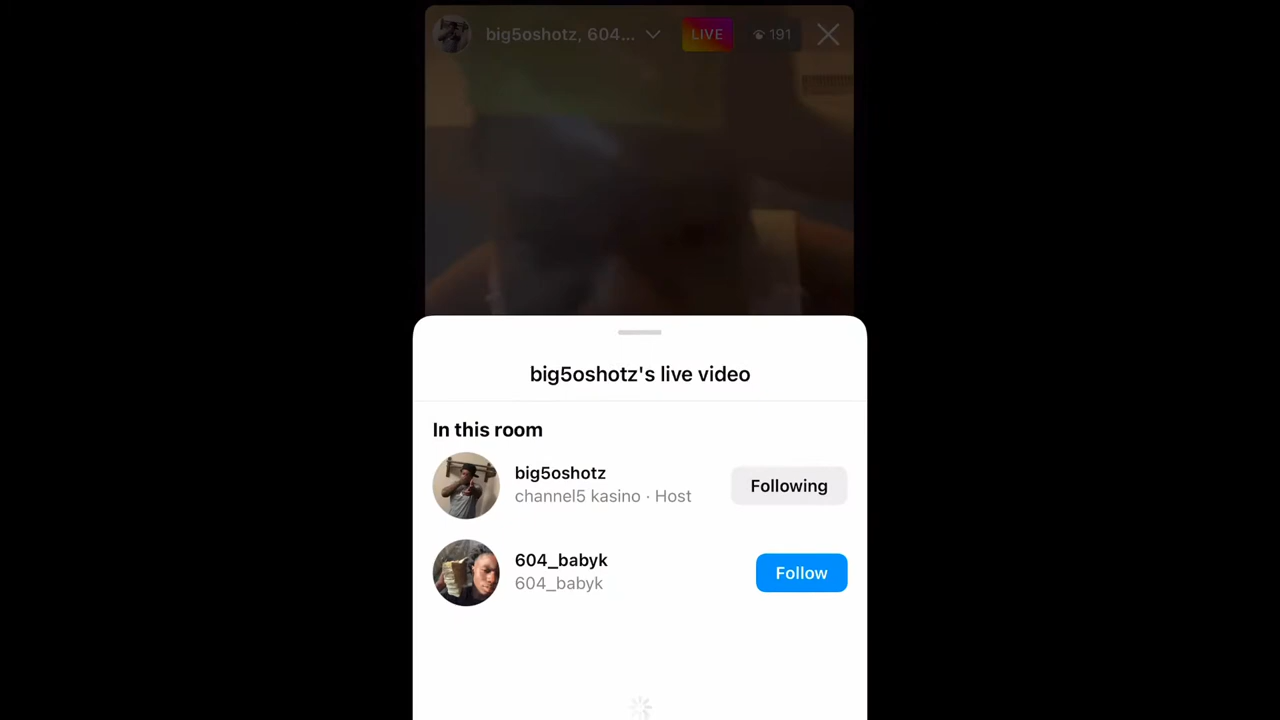 big5oshotz, 604... LIVE 191
big5oshotz's live video
In this room
big5oshotz
channel5 kasino · Host
Following
604_babyk
604_babyk
Follow